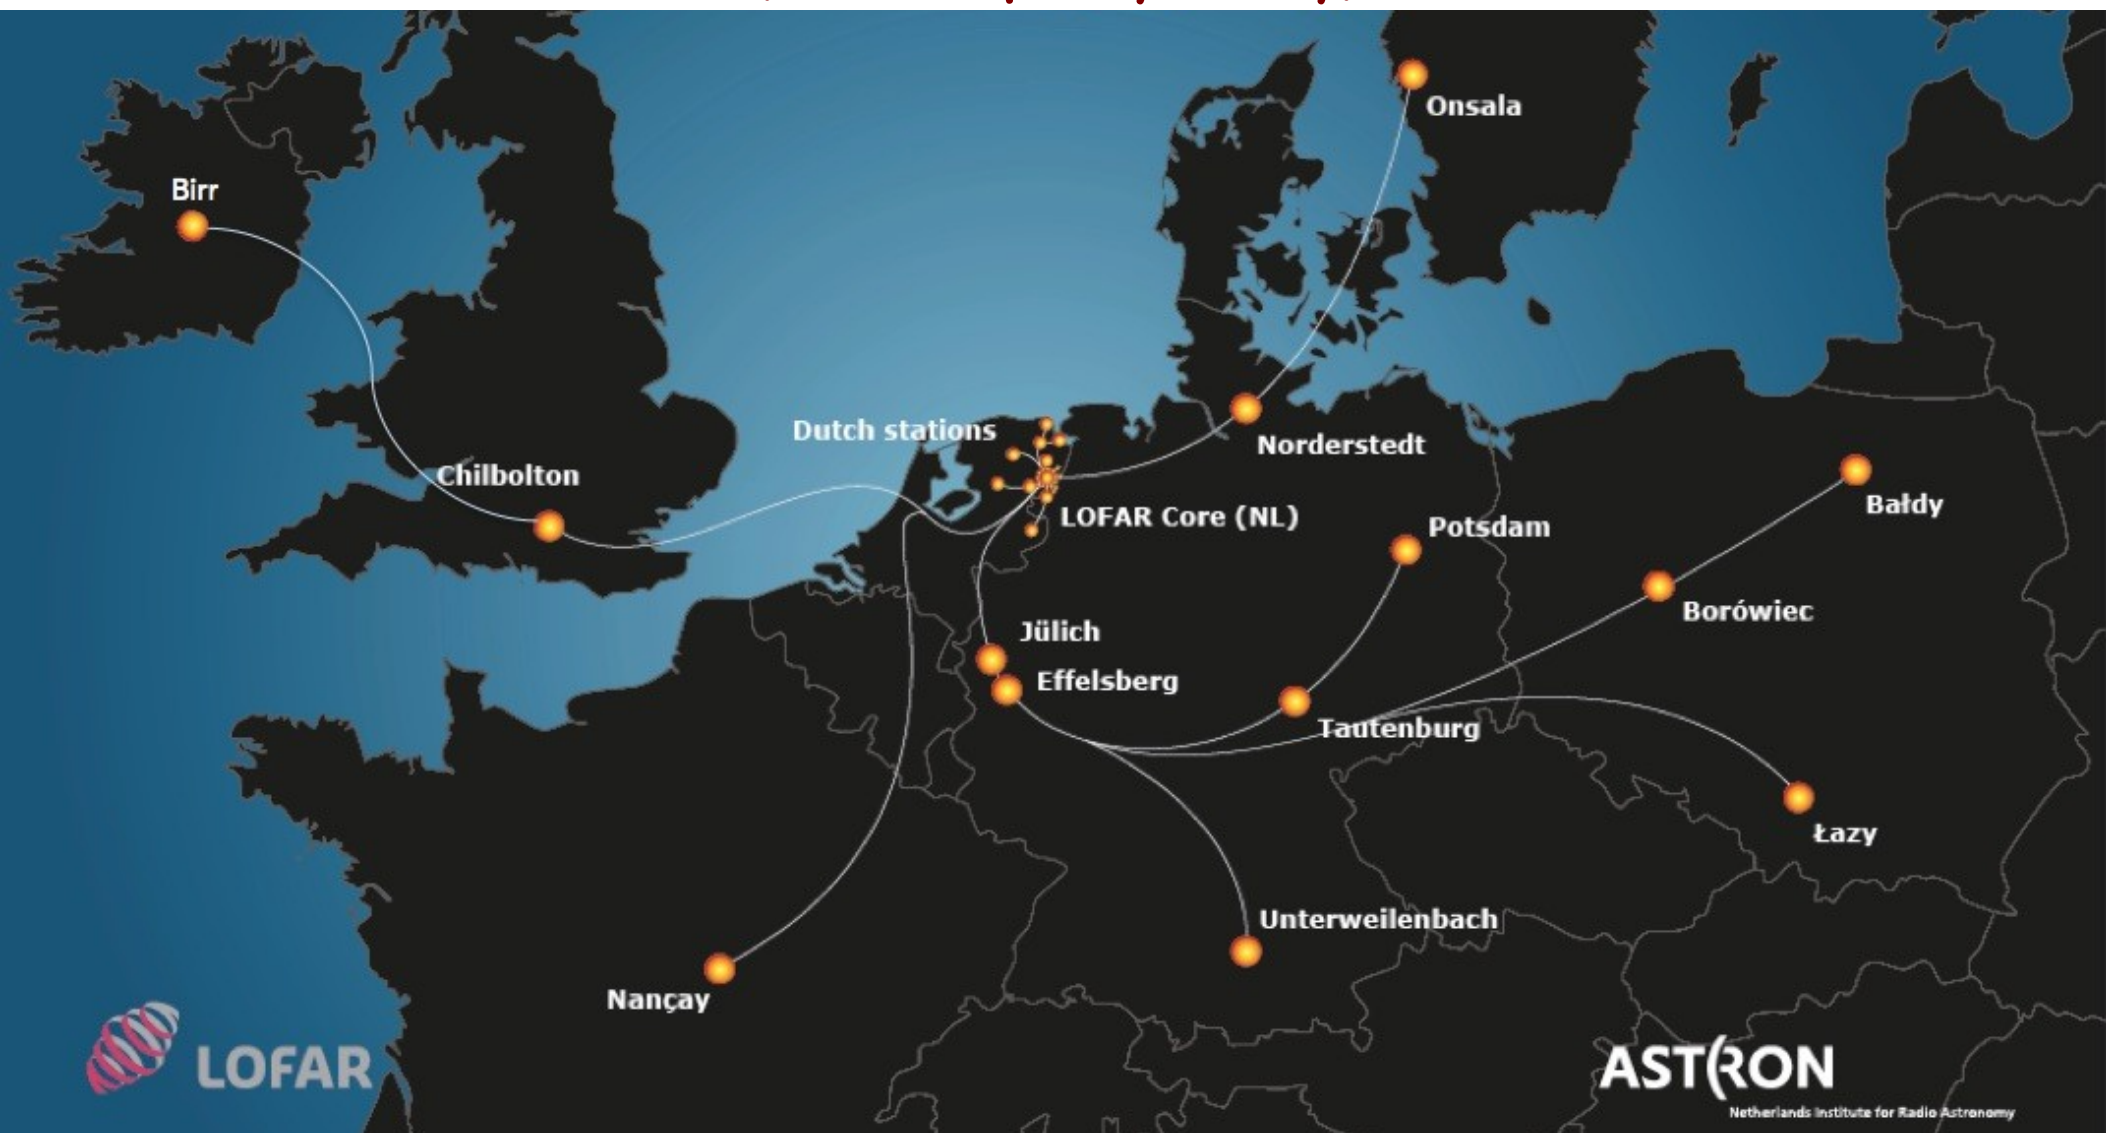 Onsala
Birr
Dutch stations
Norderstedt
Chilbolton
Bałdy
LOFAR Core (NL)
Potsdam
Borówiec
Jülich
Effelsberg
Tautenburg
Łazy
Unterweilenbach
Nançay
LOFAR
ASTRON
Netherlands Institute for Radio Astronomy